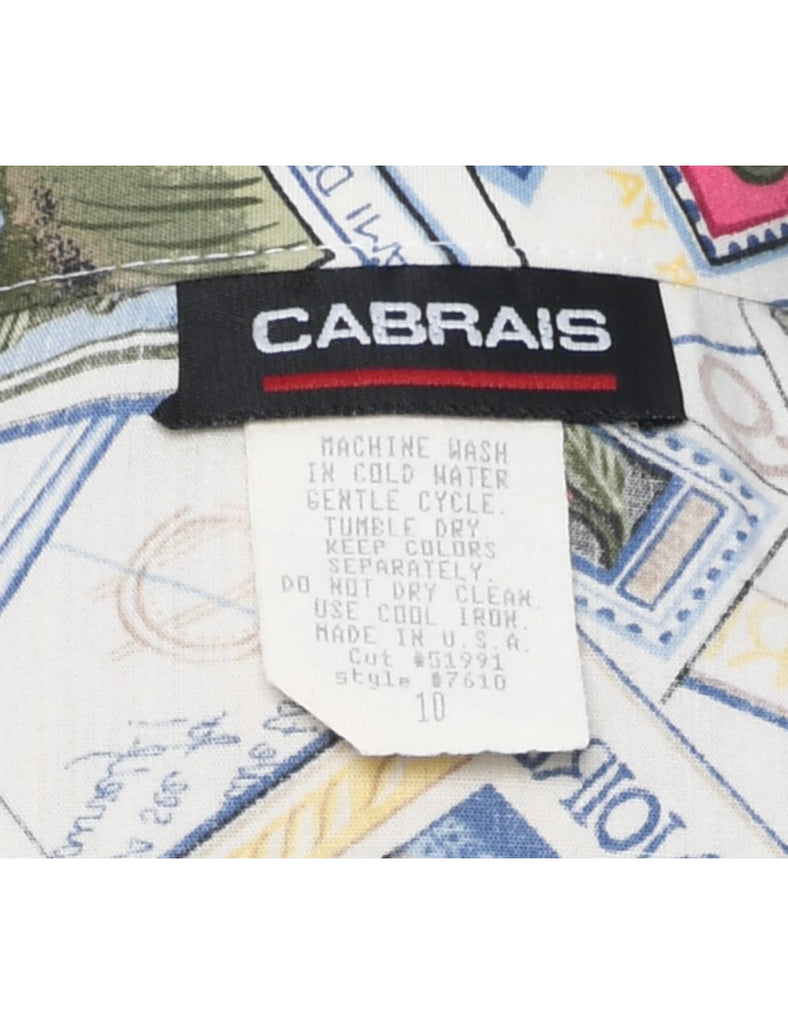 CABRAIS
MACHINE WASH
IN COLD WATER
GENTLE CYCLE.
TUMBLE DRY.
KEEP COLORS
SEPARATELY.
DO NOT DRY CLEAN.
USE COOL IRON.
MADE IN U.S.A.
Cut #51991
style #7610
10